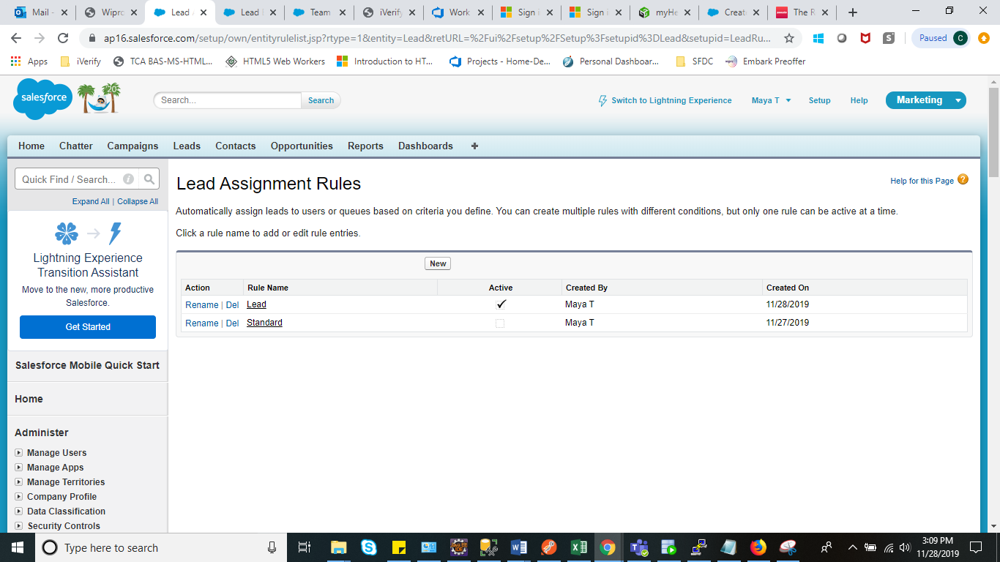 Mail -
Wipro
Lead A
Lead E
Team
iVerify
Work
Sign i
Sign i
myHe
Create
The R
ap16.salesforce.com/setup/own/entityrulelist.jsp?rtype=1&entity=Lead&retURL=%2Fui%2Fsetup%2FSetup%3Fsetupid%3DLead&setupid=LeadRu...
Paused C
Apps iVerify TCA BAS-MS-HTML... HTML5 Web Workers Introduction to HT... Projects - Home-De... Personal Dashboar... SFDC Embark Preoffer
salesforce
20
Search... Search
Switch to Lightning Experience Maya T Setup Help Marketing
Home Chatter Campaigns Leads Contacts Opportunities Reports Dashboards +
Quick Find / Search...
Expand All | Collapse All
Lightning Experience
Transition Assistant
Move to the new, more productive
Salesforce.
Get Started
Salesforce Mobile Quick Start
Home
Administer
Manage Users
Manage Apps
Manage Territories
Company Profile
Data Classification
Security Controls
Lead Assignment Rules
Help for this Page ?
Automatically assign leads to users or queues based on criteria you define. You can create multiple rules with different conditions, but only one rule can be active at a time.
Click a rule name to add or edit rule entries.
New
Action Rule Name Active Created By Created On
Rename | Del Lead Maya T 11/28/2019
Rename | Del Standard Maya T 11/27/2019
Type here to search
3:09 PM
11/28/2019